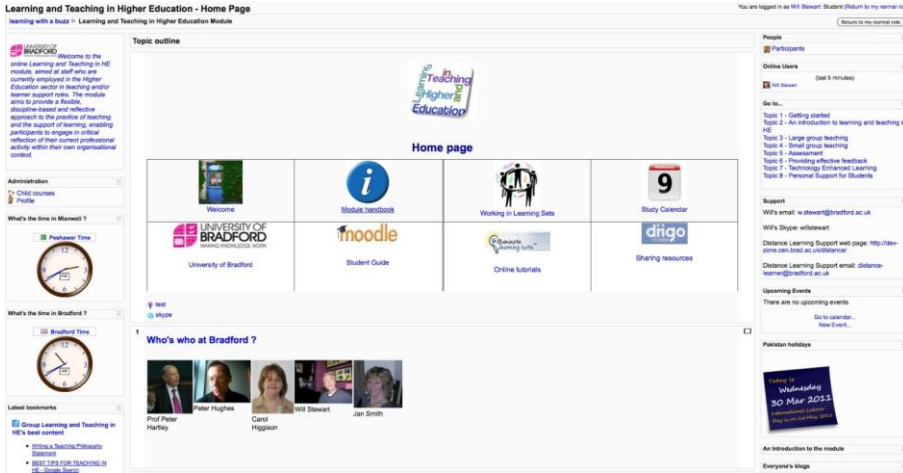 Learning and Teaching in Higher Education - Home Page
You are logged in as Will Stewart: Student (Return to my normal ro
learning with a buzz ► Learning and Teaching in Higher Education Module
Return to my normal role
UNIVERSITY OF
BRADFORD
Welcome to the
online Learning and Teaching in HE
module, aimed at staff who are
currently employed in the Higher
Education sector in teaching and/or
learner support roles. The module
aims to provide a flexible,
discipline-based and reflective
approach to the practice of teaching
and the support of learning, enabling
participants to engage in critical
reflection of their current professional
activity within their own organisational
context.
Administration
Child courses
Profile
What's the time in Mianwali ?
Peshawar Time
What's the time in Bradford ?
Bradford Time
Latest bookmarks
Group Learning and Teaching in
HE's best content
Writing a Teaching Philosophy
Statement
BEST TIPS FOR TEACHING IN
HE - Google Search
Topic outline
Learning and Teaching in Higher Education
Home page
Welcome
Module handbook
Working in Learning Sets
9
Study Calendar
UNIVERSITY OF
BRADFORD
MAKING KNOWLEDGE WORK
University of Bradford
moodle
Student Guide
Elluminate
Learning Suite
Online tutorials
diigo
Sharing resources
test
skype
1
Who's who at Bradford ?
Prof Peter
Hartley
Peter Hughes
Carol
Higgison
Will Stewart
Jan Smith
People
Participants
Online Users
(last 5 minutes)
Will Stewart
Go to...
Topic 1 - Getting started
Topic 2 - An introduction to learning and teaching in
HE
Topic 3 - Large group teaching
Topic 4 - Small group teaching
Topic 5 - Assessment
Topic 6 - Providing effective feedback
Topic 7 - Technology Enhanced Learning
Topic 8 - Personal Support for Students
Support
Will's email: w.stewart@bradford.ac.uk
Will's Skype: willstewart
Distance Learning Support web page: http://dev-
zone.cen.brad.ac.uk/distance/
Distance Learning Support email: distance-
learner@bradford.ac.uk
Upcoming Events
There are no upcoming events
Go to calendar...
New Event...
Pakistan holidays
Today is
Wednesday
30 Mar 2011
International Labour
Day is on 1st May 2011
An Introduction to the module
Everyone's blogs